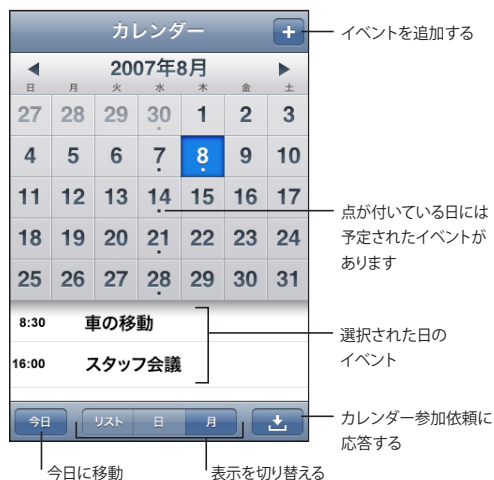 カレンダー
+
イベントを追加する
2007年8月
日 月 火 水 木 金 土
27 28 29 30 1 2 3
4 5 6 7 8 9 10
11 12 13 14 15 16 17
点が付いている日には
予定されたイベントが
あります
18 19 20 21 22 23 24
25 26 27 28 29 30 31
8:30 車の移動
16:00 スタッフ会議
選択された日の
イベント
今日 リスト 日 月
カレンダー参加依頼に
応答する
今日に移動
表示を切り替える